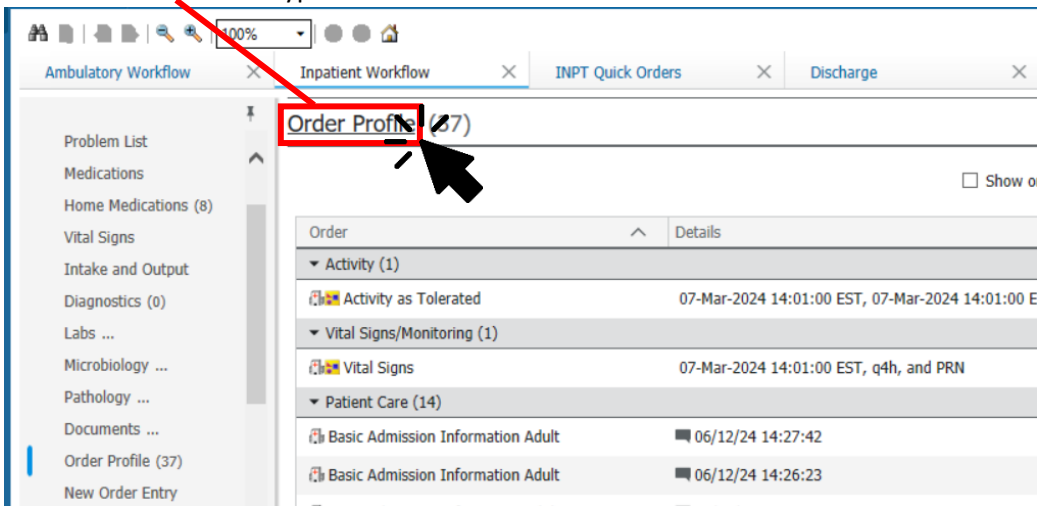 100%
Ambulatory Workflow
Inpatient Workflow
INPT Quick Orders
Discharge
Order Profile (37)
Problem List
Medications
Home Medications (8)
Vital Signs
Intake and Output
Diagnostics (0)
Labs ...
Microbiology ...
Pathology ...
Documents ...
Order Profile (37)
New Order Entry
Show
Order
Details
Activity (1)
Activity as Tolerated
07-Mar-2024 14:01:00 EST, 07-Mar-2024 14:01:00 E
Vital Signs/Monitoring (1)
Vital Signs
07-Mar-2024 14:01:00 EST, q4h, and PRN
Patient Care (14)
Basic Admission Information Adult
06/12/24 14:27:42
Basic Admission Information Adult
06/12/24 14:26:23